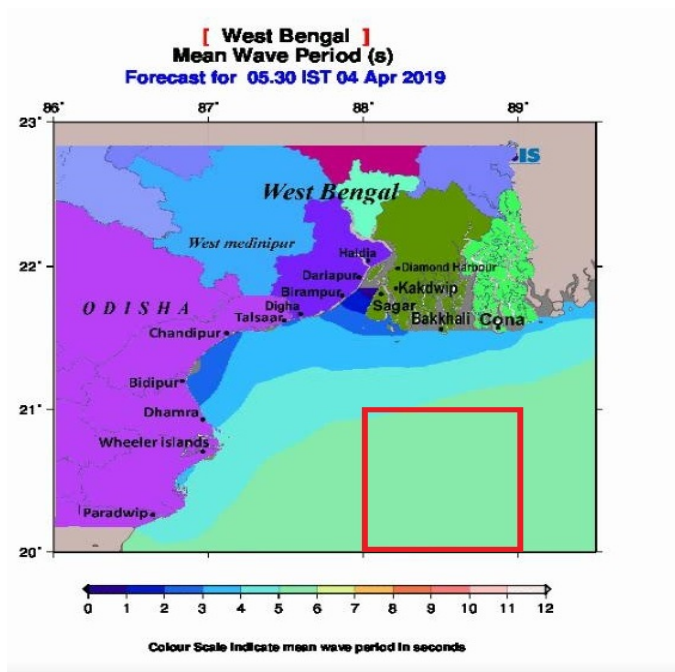 [ West Bengal ]
Mean Wave Period (s)
Forecast for 05.30 IST 04 Apr 2019
86° 87° 88° 89°
23°
IS
West Bengal
West medinipur
Haldia
22°
Diamond Harbour
Dariapur
Kakdwip
Birampur
Sagar
ODISHA
Digha
Talsaar
Bakkhali
Cona
Chandipur
Bidipur
21°
Dhamra
Wheeler islands
Paradwip
20°
0 1 2 3 4 5 6 7 8 9 10 11 12
Colour Scale indicate mean wave period in seconds